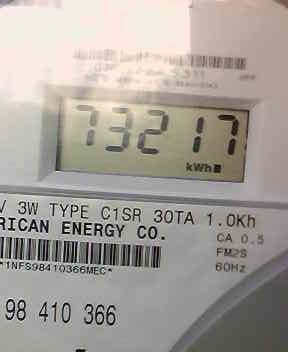 73217
kWh
V 3W TYPE C1SR 30TA 1.0Kh
RICAN ENERGY CO.
CA 0.5
FM2S
60Hz
*1NFS98410366MEC*
98 410 366